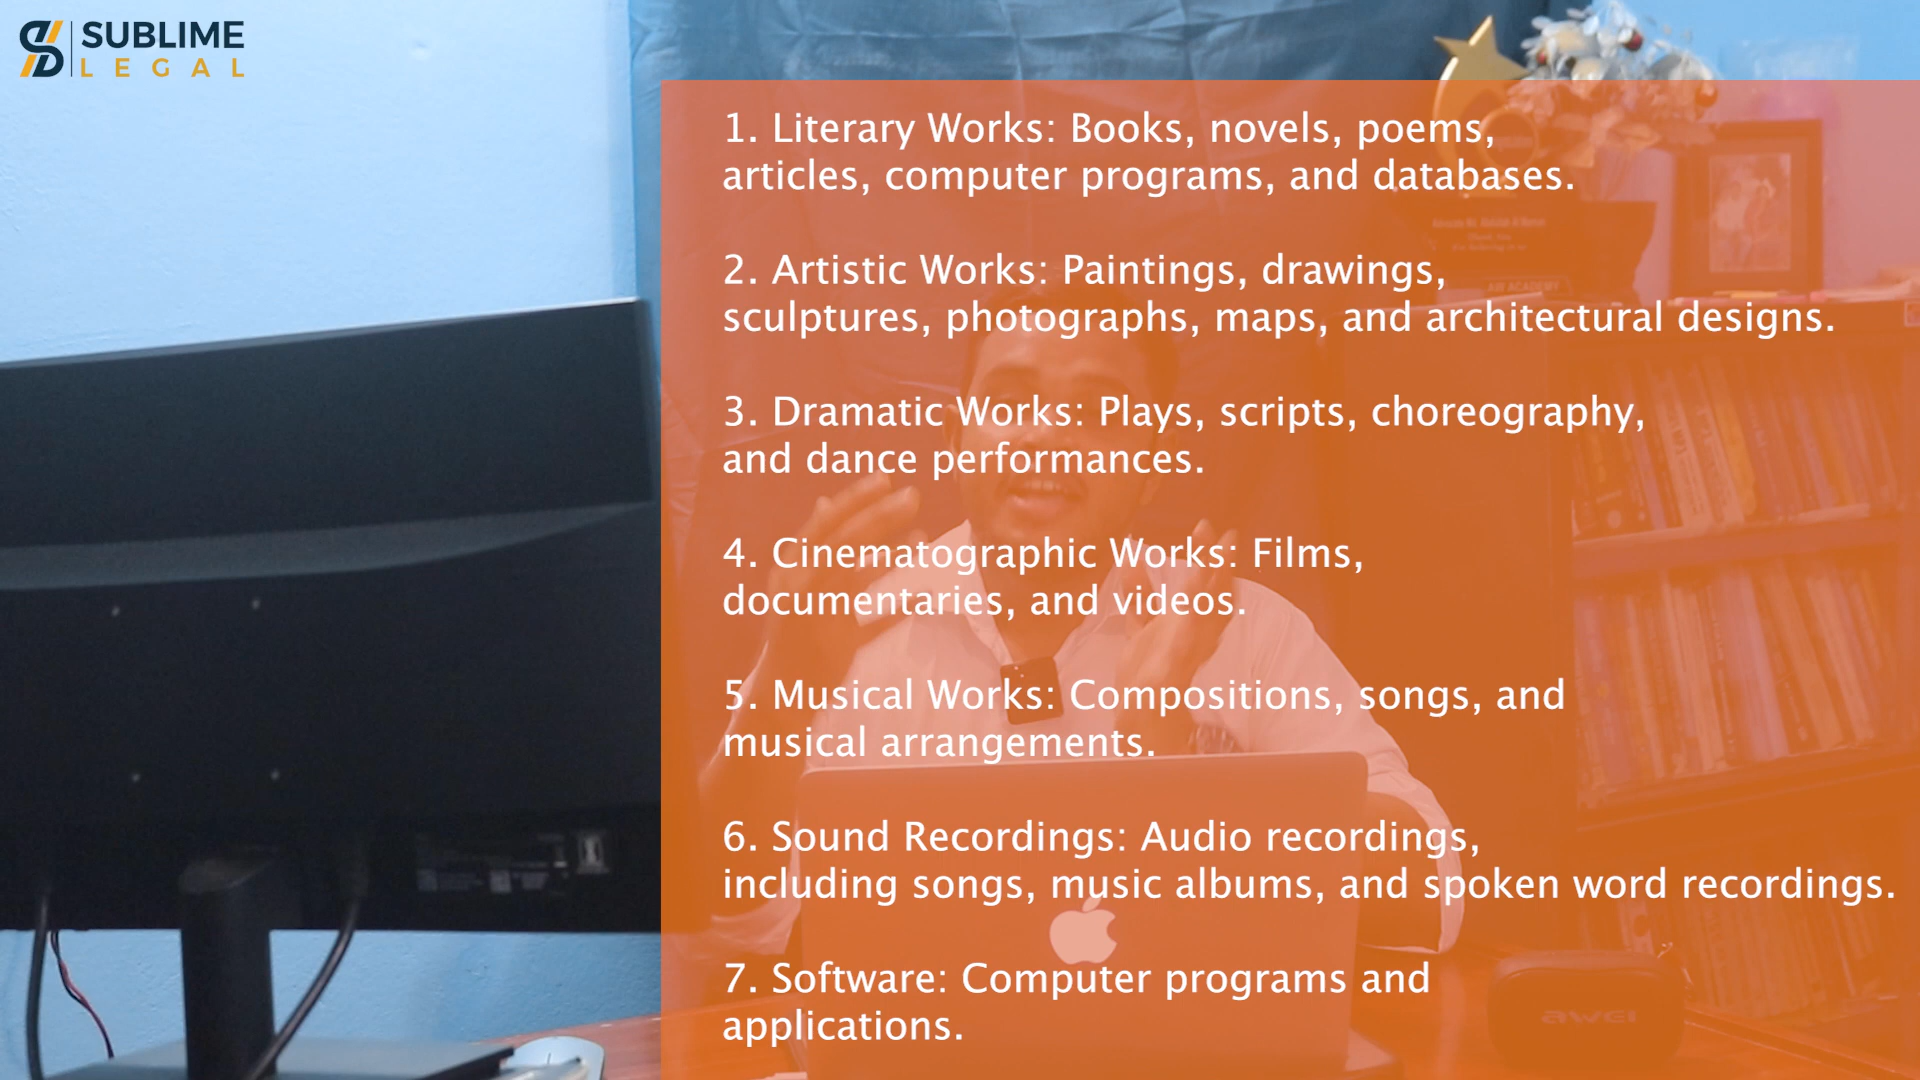 SUBLIME
LEGAL
1. Literary Works: Books, novels, poems,
articles, computer programs, and databases.
2. Artistic Works: Paintings, drawings,
sculptures, photographs, maps, and architectural designs.
3. Dramatic Works: Plays, scripts, choreography,
and dance performances.
4. Cinematographic Works: Films,
documentaries, and videos.
5. Musical Works: Compositions, songs, and
musical arrangements.
6. Sound Recordings: Audio recordings,
including songs, music albums, and spoken word recordings.
7. Software: Computer programs and
applications.
AWEI